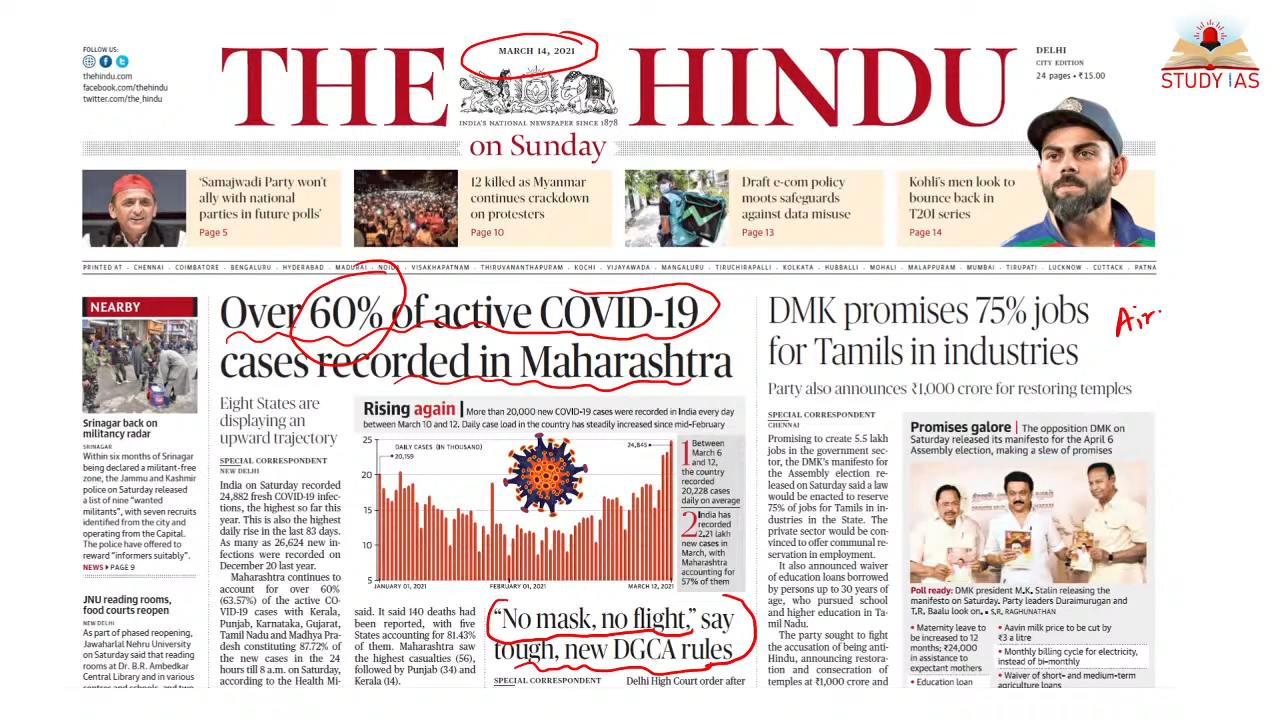 FOLLOW US:
thehindu.com
facebook.com/thehindu
twitter.com/the_hindu
MARCH 14, 2021
THE HINDU
INDIA'S NATIONAL NEWSPAPER SINCE 1878
on Sunday
DELHI
CITY EDITION
24 pages • ₹15.00
STUDY IAS
‘Samajwadi Party won’t
ally with national
parties in future polls’
Page 5
12 killed as Myanmar
continues crackdown
on protesters
Page 10
Draft e-com policy
moots safeguards
against data misuse
Page 13
Kohli’s men look to
bounce back in
T20I series
Page 14
PRINTED AT . CHENNAI . COIMBATORE . BENGALURU . HYDERABAD . MADURAI . NOIDA . VISAKHAPATNAM . THIRUVANANTHAPURAM . KOCHI . VIJAYAWADA . MANGALURU . TIRUCHIRAPALLI . KOLKATA . HUBBALLI . MOHALI . MALAPPURAM . MUMBAI . TIRUPATI . LUCKNOW . CUTTACK . PATNA
NEARBY
Srinagar back on
militancy radar
SRINAGAR
Within six months of Srinagar
being declared a militant-free
zone, the Jammu and Kashmir
police on Saturday released
a list of nine “wanted
militants”, with seven recruits
identified from the city and
operating from the Capital.
The police have offered to
reward “informers suitably”.
NEWS PAGE 9
JNU reading rooms,
food courts reopen
NEW DELHI
As part of phased reopening,
Jawaharlal Nehru University
on Saturday said that reading
rooms at Dr. B.R. Ambedkar
Central Library and in various
Over 60% of active COVID-19
cases recorded in Maharashtra
Eight States are
displaying an
upward trajectory
SPECIAL CORRESPONDENT
NEW DELHI
India on Saturday recorded
24,882 fresh COVID-19 infec-
tions, the highest so far this
year. This is also the highest
daily rise in the last 83 days.
As many as 26,624 new in-
fections were recorded on
December 20 last year.
Maharashtra continues to
account for over 60%
(63.57%) of the active CO-
VID-19 cases with Kerala,
Punjab, Karnataka, Gujarat,
Tamil Nadu and Madhya Pra-
desh constituting 87.72% of
the new cases in the 24
hours till 8 a.m. on Saturday,
according to the Health Mi-
Rising again | More than 20,000 new COVID-19 cases were recorded in India every day
between March 10 and 12. Daily case load in the country has steadily increased since mid-February
DAILY CASES (IN THOUSAND)
25
20
15
10
5
20,159
24,845
JANUARY 01, 2021
FEBRUARY 01, 2021
MARCH 12, 2021
1 Between
March 6
and 12,
the country
recorded
20,228 cases
daily on average
2 India has
recorded
2.21 lakh
new cases in
March, with
Maharashtra
accounting for
57% of them
said. It said 140 deaths had
been reported, with five
States accounting for 81.43%
of them. Maharashtra saw
the highest casualties (56),
followed by Punjab (34) and
Kerala (14).
“No mask, no flight,” say
tough, new DGCA rules
SPECIAL CORRESPONDENT
Delhi High Court order after
DMK promises 75% jobs
for Tamils in industries
Air.
Party also announces ₹1,000 crore for restoring temples
SPECIAL CORRESPONDENT
CHENNAI
Promising to create 5.5 lakh
jobs in the government sec-
tor, the DMK’s manifesto for
the Assembly election re-
leased on Saturday said a law
would be enacted to reserve
75% of jobs for Tamils in in-
dustries in the State. The
private sector would be con-
vinced to offer communal re-
servation in employment.
It also announced waiver
of education loans borrowed
by persons up to 30 years of
age, who pursued school
and higher education in Ta-
mil Nadu.
The party sought to fight
the accusation of being anti-
Hindu, announcing restora-
tion and consecration of
temples at ₹1,000 crore and
Promises galore | The opposition DMK on
Saturday released its manifesto for the April 6
Assembly election, making a slew of promises
Poll ready: DMK president M.K. Stalin releasing the
manifesto on Saturday. Party leaders Duraimurugan and
T.R. Baalu look on. • S.R. RAGHUNATHAN
• Maternity leave to
be increased to 12
months; ₹24,000
in assistance to
expectant mothers
• Education loan
• Aavin milk price to be cut by
₹3 a litre
• Monthly billing cycle for electricity,
instead of bi-monthly
• Waiver of short- and medium-term
agriculture loans